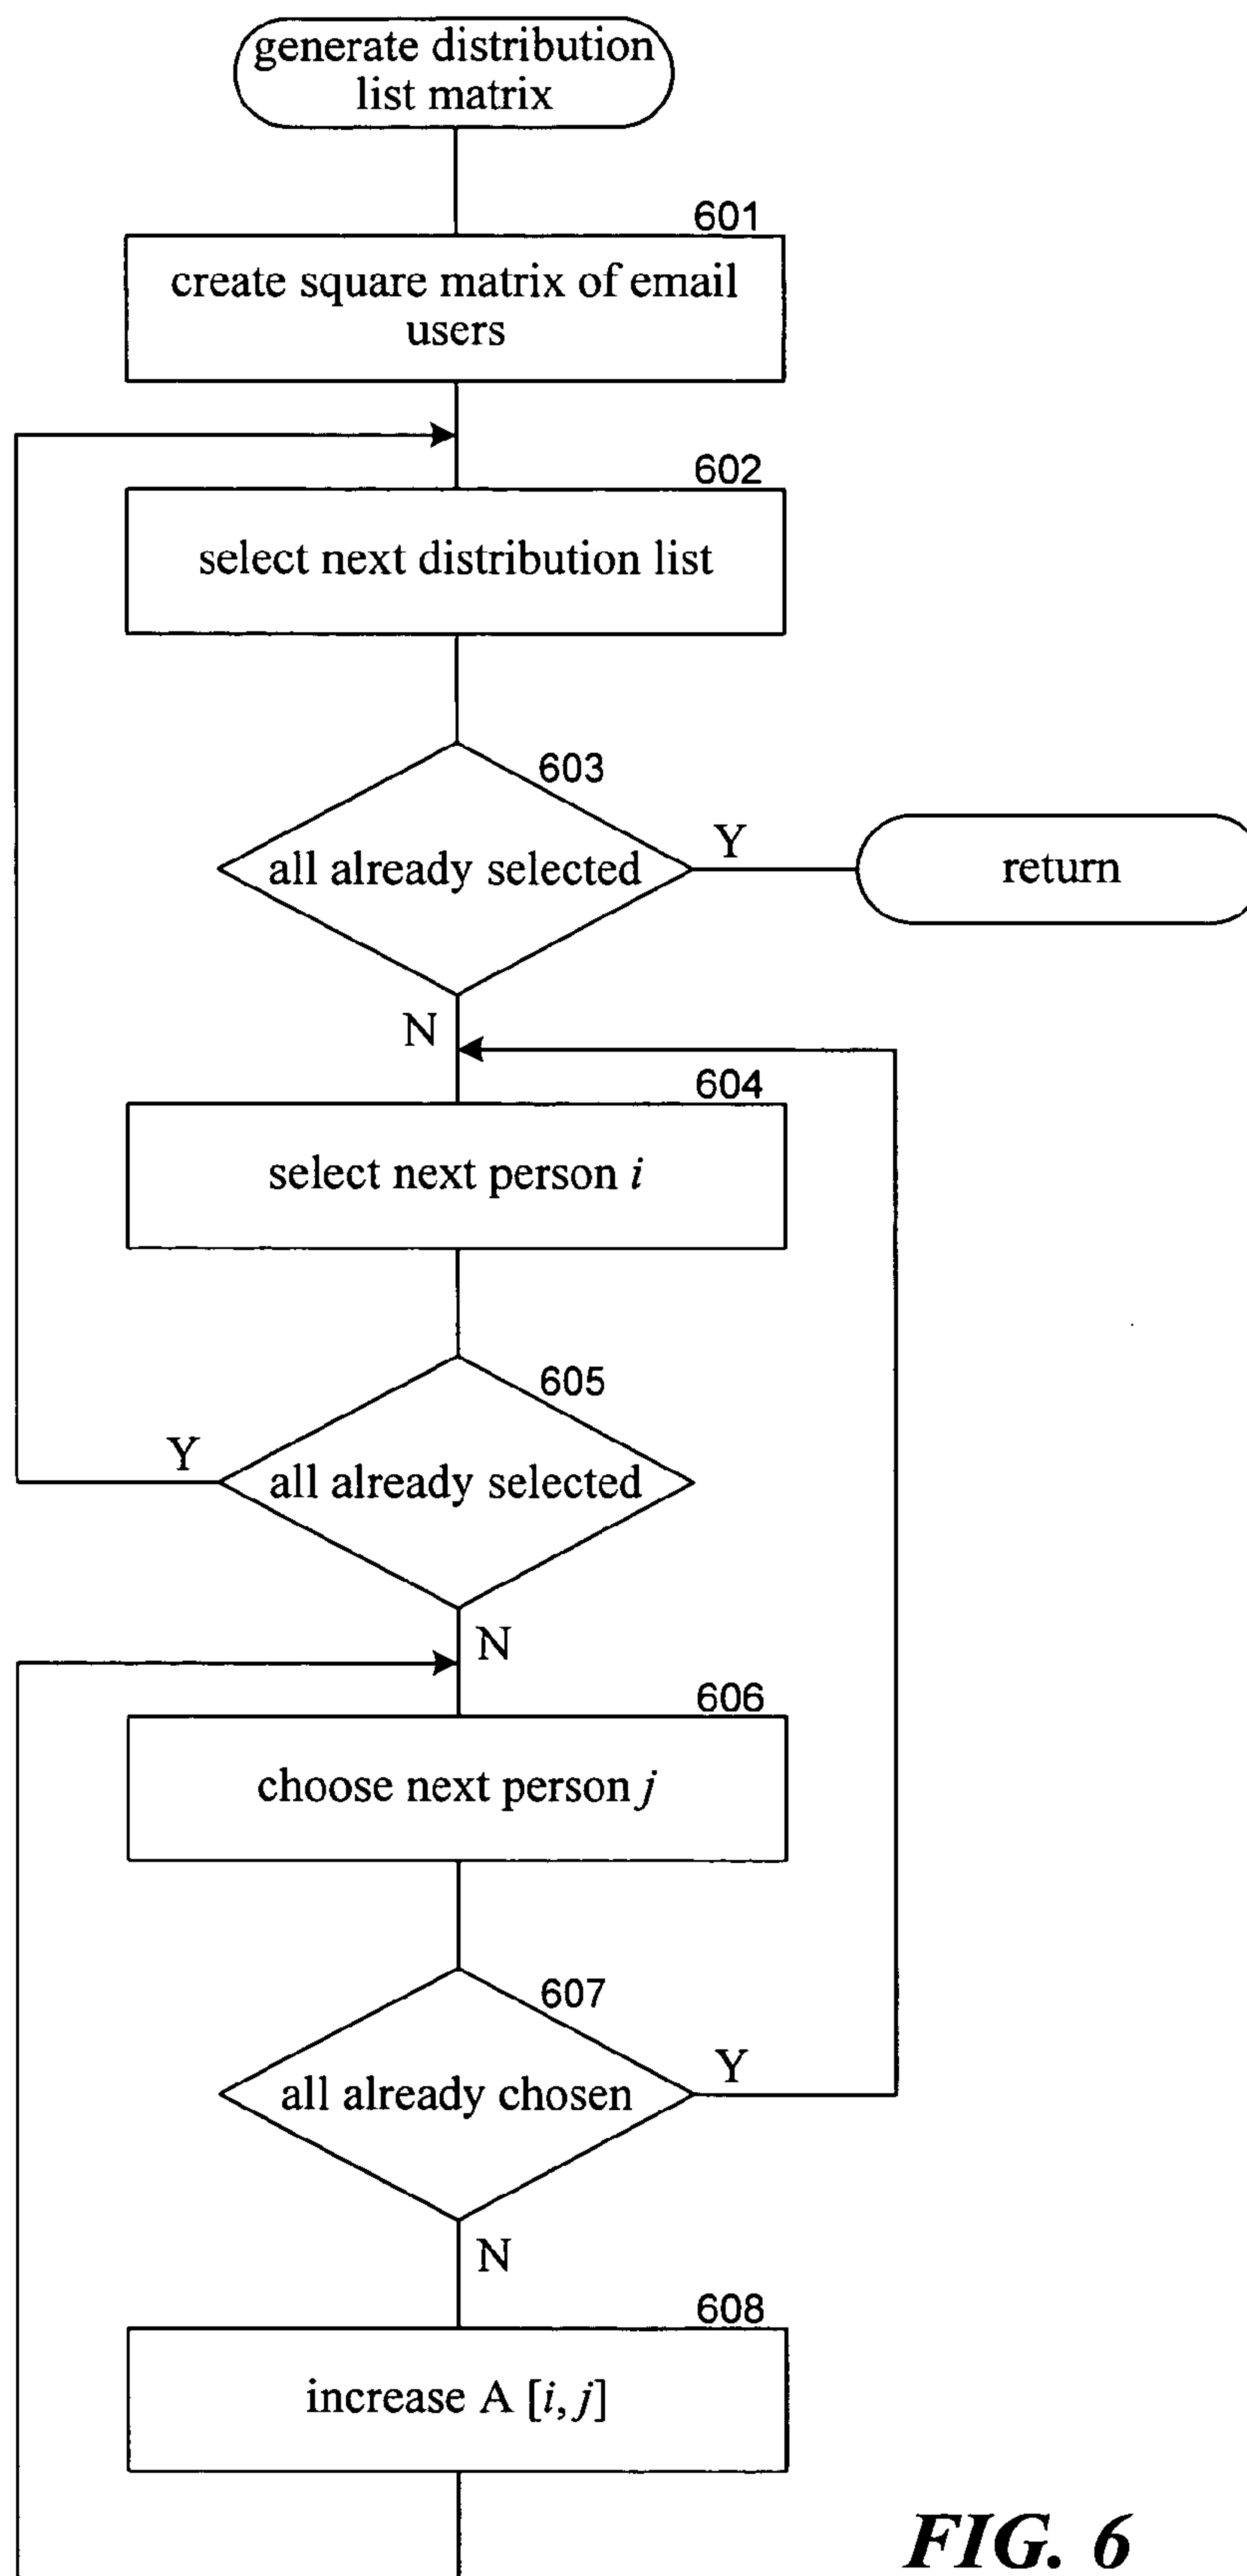 generate distribution
list matrix
601
create square matrix of email
users
602
select next distribution list
603
all already selected
Y
return
N
604
select next person i
605
all already selected
Y
N
606
choose next person j
607
all already chosen
Y
N
608
increase A [i, j]
FIG. 6